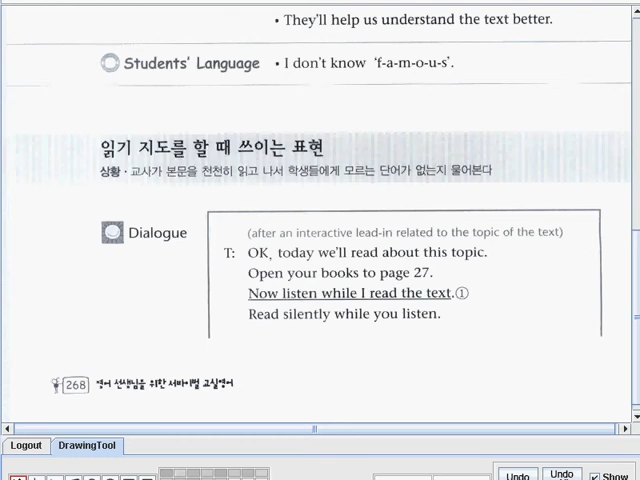 • They'll help us understand the text better.
Students' Language • I don't know 'f-a-m-o-u-s'.
읽기 지도를 할 때 쓰이는 표현
상황 • 교사가 본문을 천천히 읽고 나서 학생들에게 모르는 단어가 없는지 물어본다
Dialogue
(after an interactive lead-in related to the topic of the text)
T: OK, today we'll read about this topic.
Open your books to page 27.
Now listen while I read the text.①
Read silently while you listen.
268 영어 선생님을 위한 서바이벌 교실영어
Logout DrawingTool
Undo Undo Show